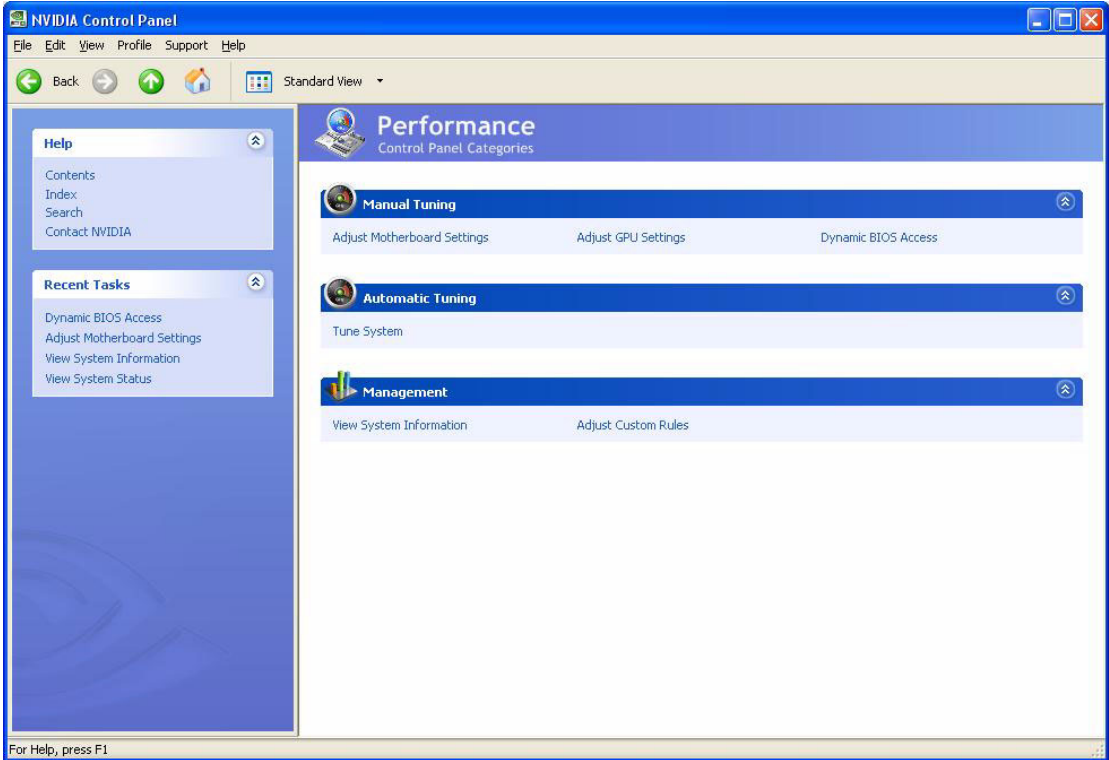 NVIDIA Control Panel
File Edit View Profile Support Help
Back Standard View
Help
Contents
Index
Search
Contact NVIDIA
Recent Tasks
Dynamic BIOS Access
Adjust Motherboard Settings
View System Information
View System Status
Performance
Control Panel Categories
Manual Tuning
Adjust Motherboard Settings Adjust GPU Settings Dynamic BIOS Access
Automatic Tuning
Tune System
Management
View System Information Adjust Custom Rules
For Help, press F1